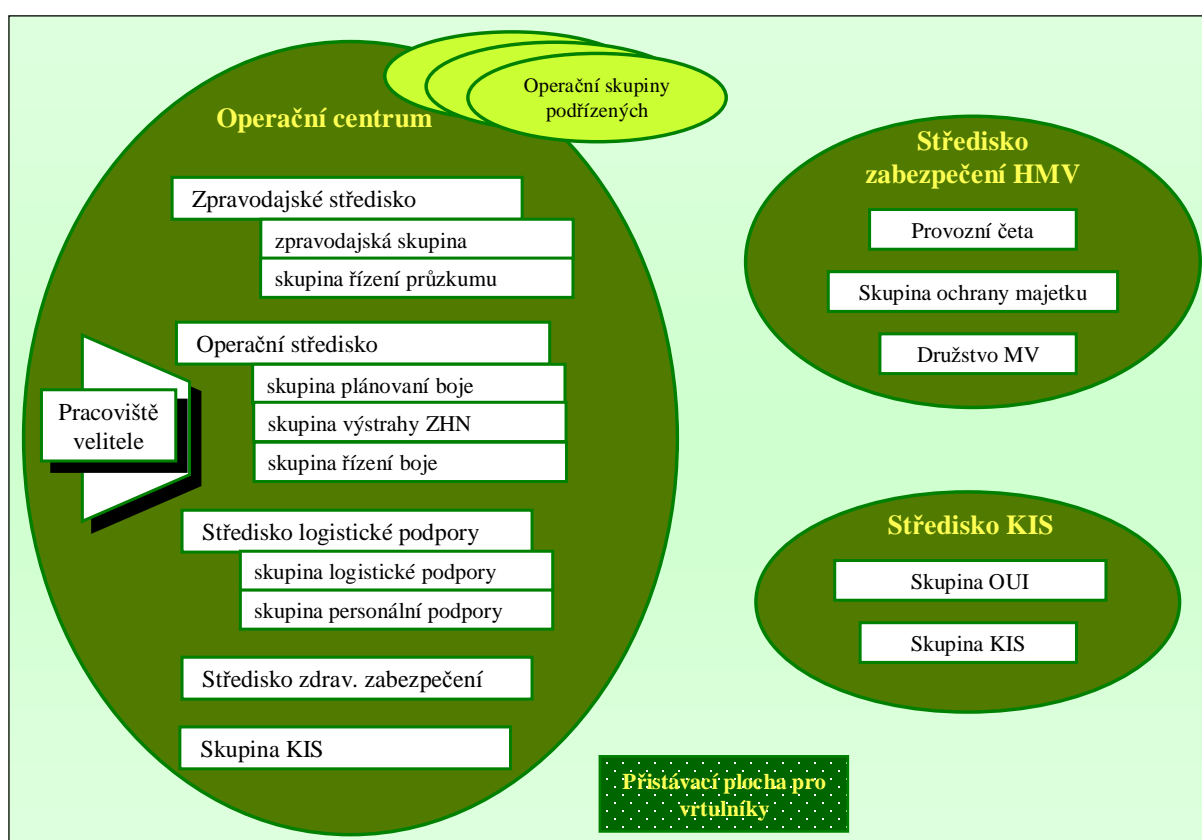 Operační skupiny
podřízených
Operační centrum
Zpravodajské středisko
zpravodajská skupina
skupina řízení průzkumu
Operační středisko
skupina plánovaní boje
skupina výstrahy ZHN
skupina řízení boje
Pracoviště
velitele
Středisko logistické podpory
skupina logistické podpory
skupina personální podpory
Středisko zdrav. zabezpečení
Skupina KIS
Středisko
zabezpečení HMV
Provozní četa
Skupina ochrany majetku
Družstvo MV
Středisko KIS
Skupina OUI
Skupina KIS
Přistávací plocha pro
vrtulníky